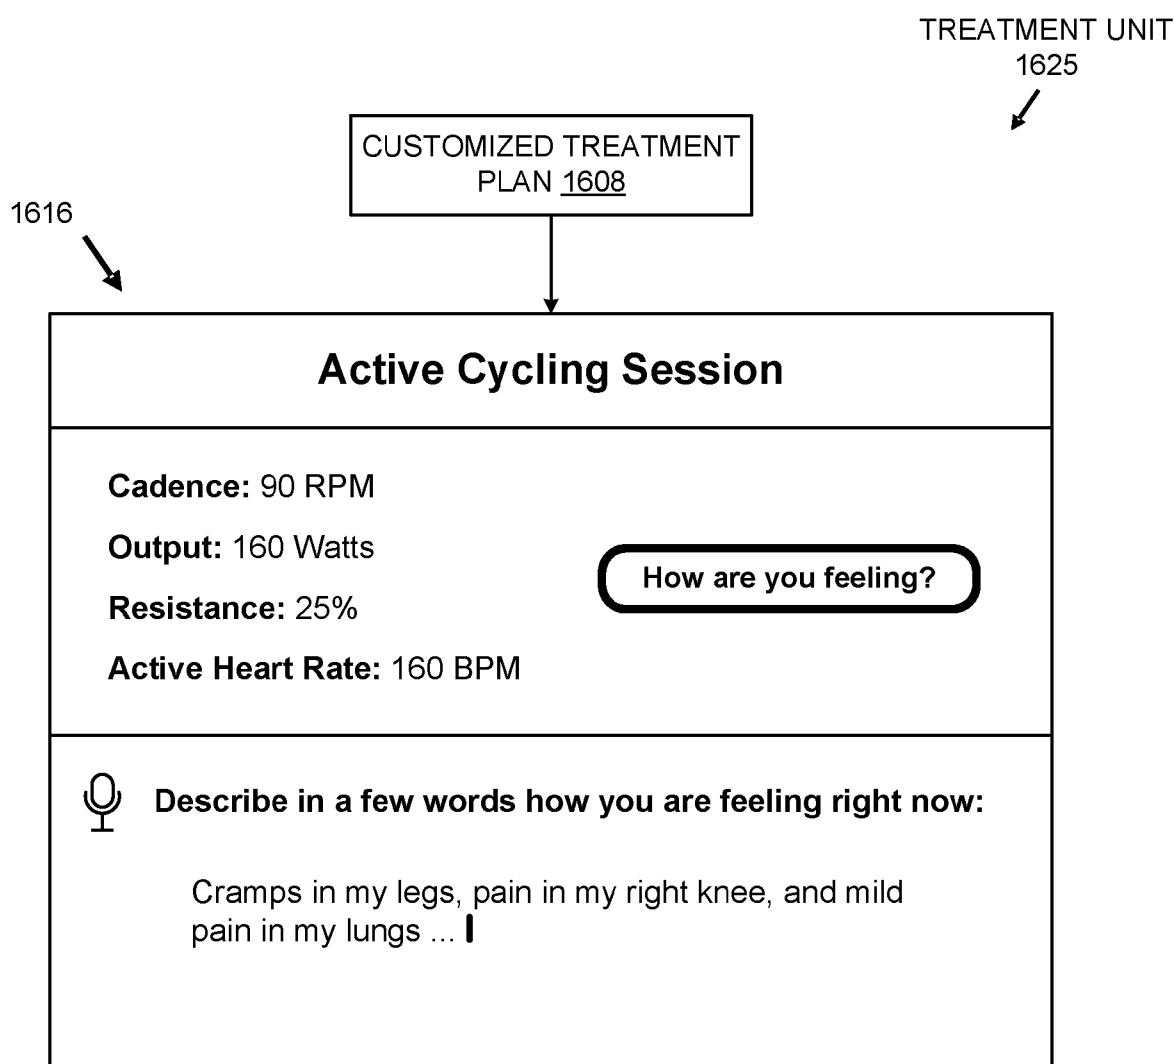 TREATMENT UNIT
1625
CUSTOMIZED TREATMENT
PLAN 1608
1616
Active Cycling Session
Cadence: 90 RPM
Output: 160 Watts
Resistance: 25%
Active Heart Rate: 160 BPM
How are you feeling?
Describe in a few words how you are feeling right now:
Cramps in my legs, pain in my right knee, and mild
pain in my lungs ...